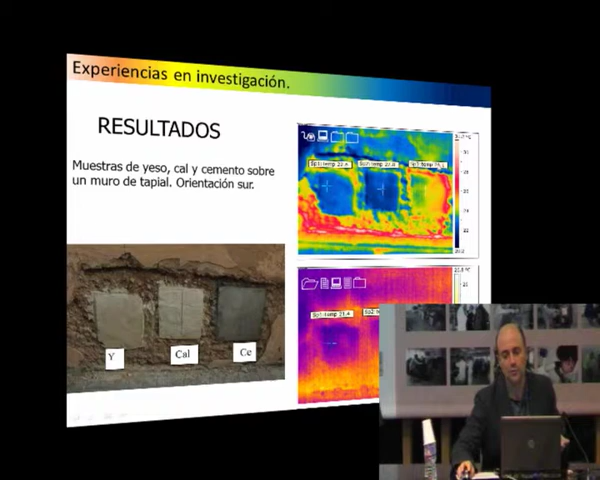 Experiencias en investigación.
RESULTADOS
Muestras de yeso, cal y cemento sobre
un muro de tapial. Orientación sur.
Y
Cal
Ce